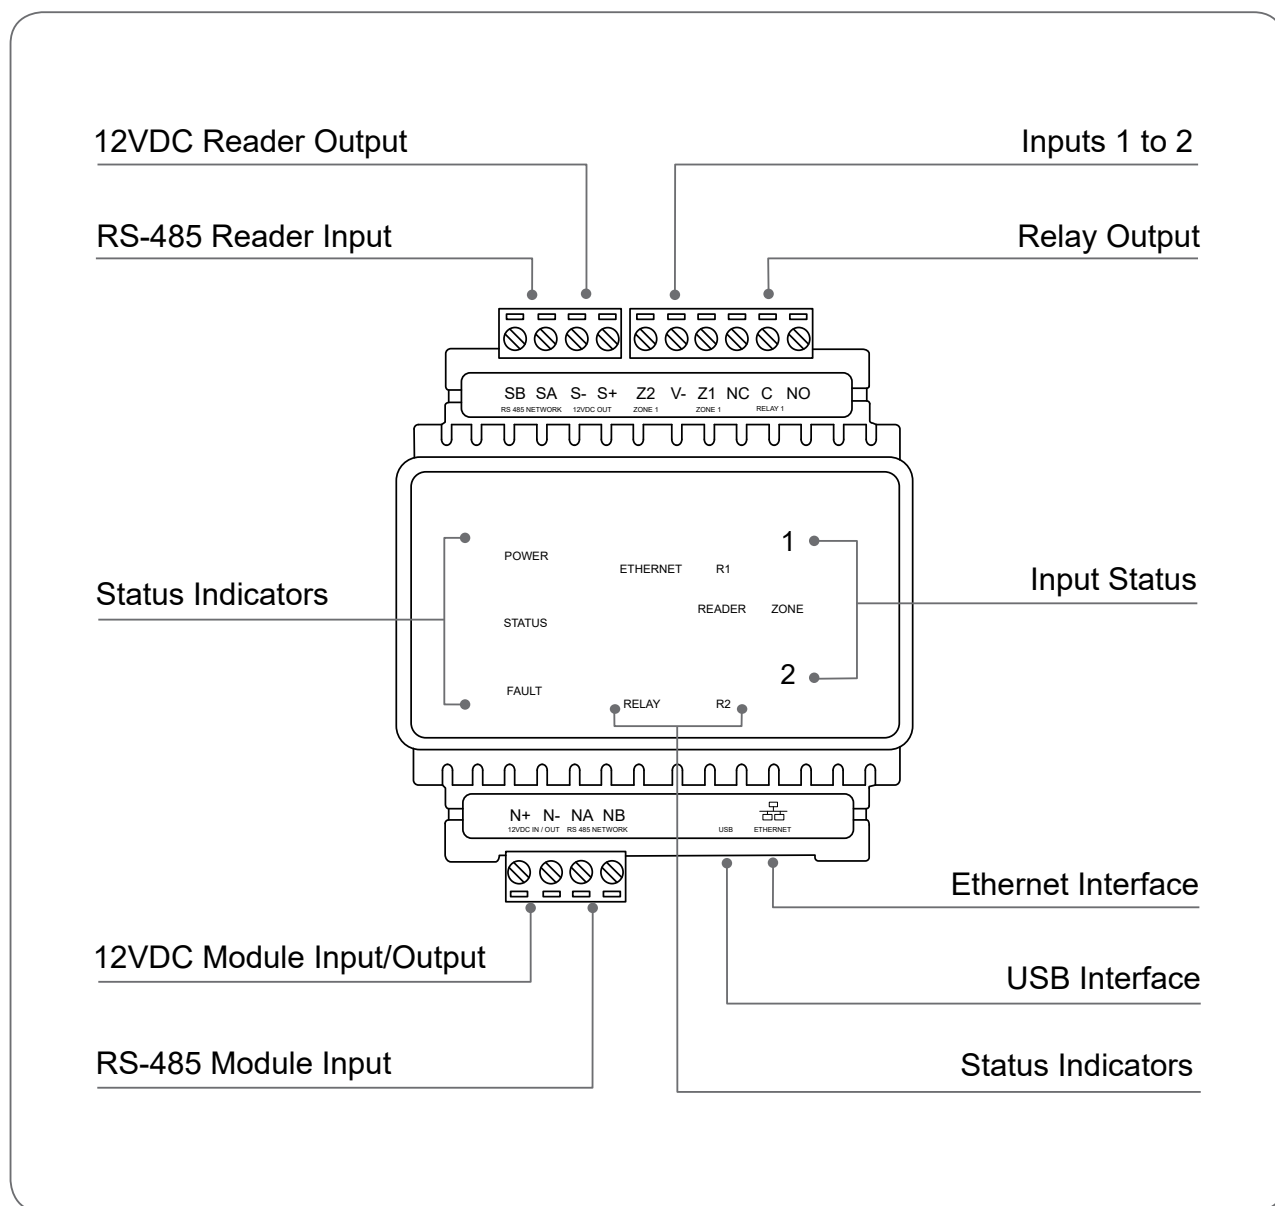 12VDC Reader Output
Inputs 1 to 2
RS-485 Reader Input
Relay Output
SB SA S- S+ Z2 V- Z1 NC C NO
RS 485 NETWORK 12VDC OUT ZONE 1 ZONE 1 RELAY 1
1
POWER
ETHERNET R1
Status Indicators
Input Status
READER ZONE
STATUS
2
FAULT
RELAY R2
N+ N- NA NB
12VDC IN / OUT RS 485 NETWORK USB ETHERNET
Ethernet Interface
12VDC Module Input/Output
USB Interface
RS-485 Module Input
Status Indicators